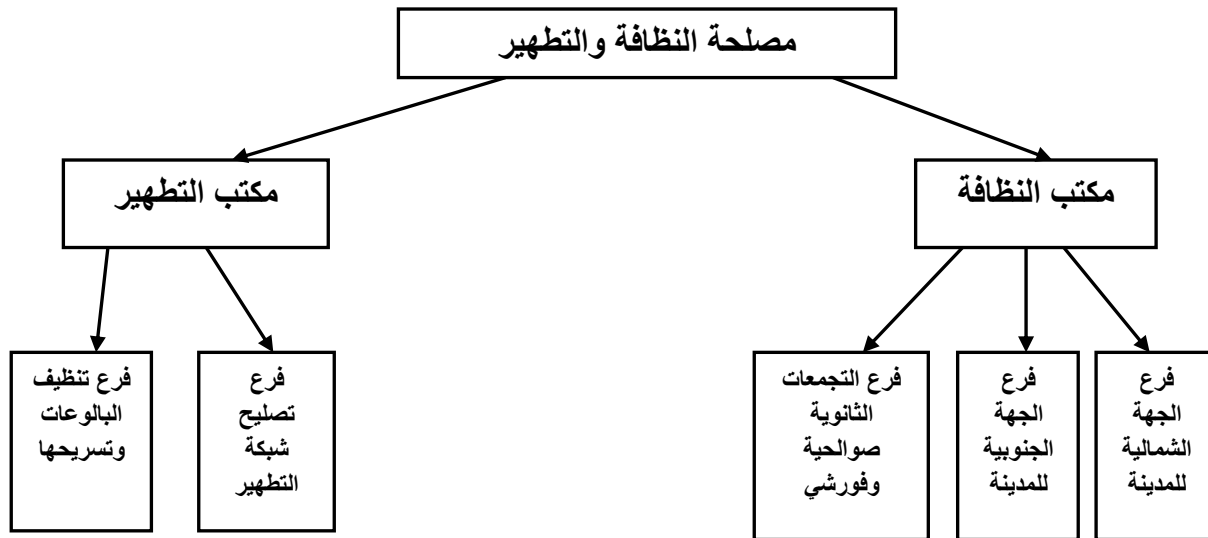 مصلحة النظافة والتطهير
مكتب النظافة
مكتب التطهير
فرع
الجهة
الشمالية
للمدينة
فرع
الجهة
الجنوبية
للمدينة
فرع التجمعات
الثانوية
صوالحية
وفورشي
فرع
تصليح
شبكة
التطهير
فرع تنظيف
البالوعات
وتسريحها